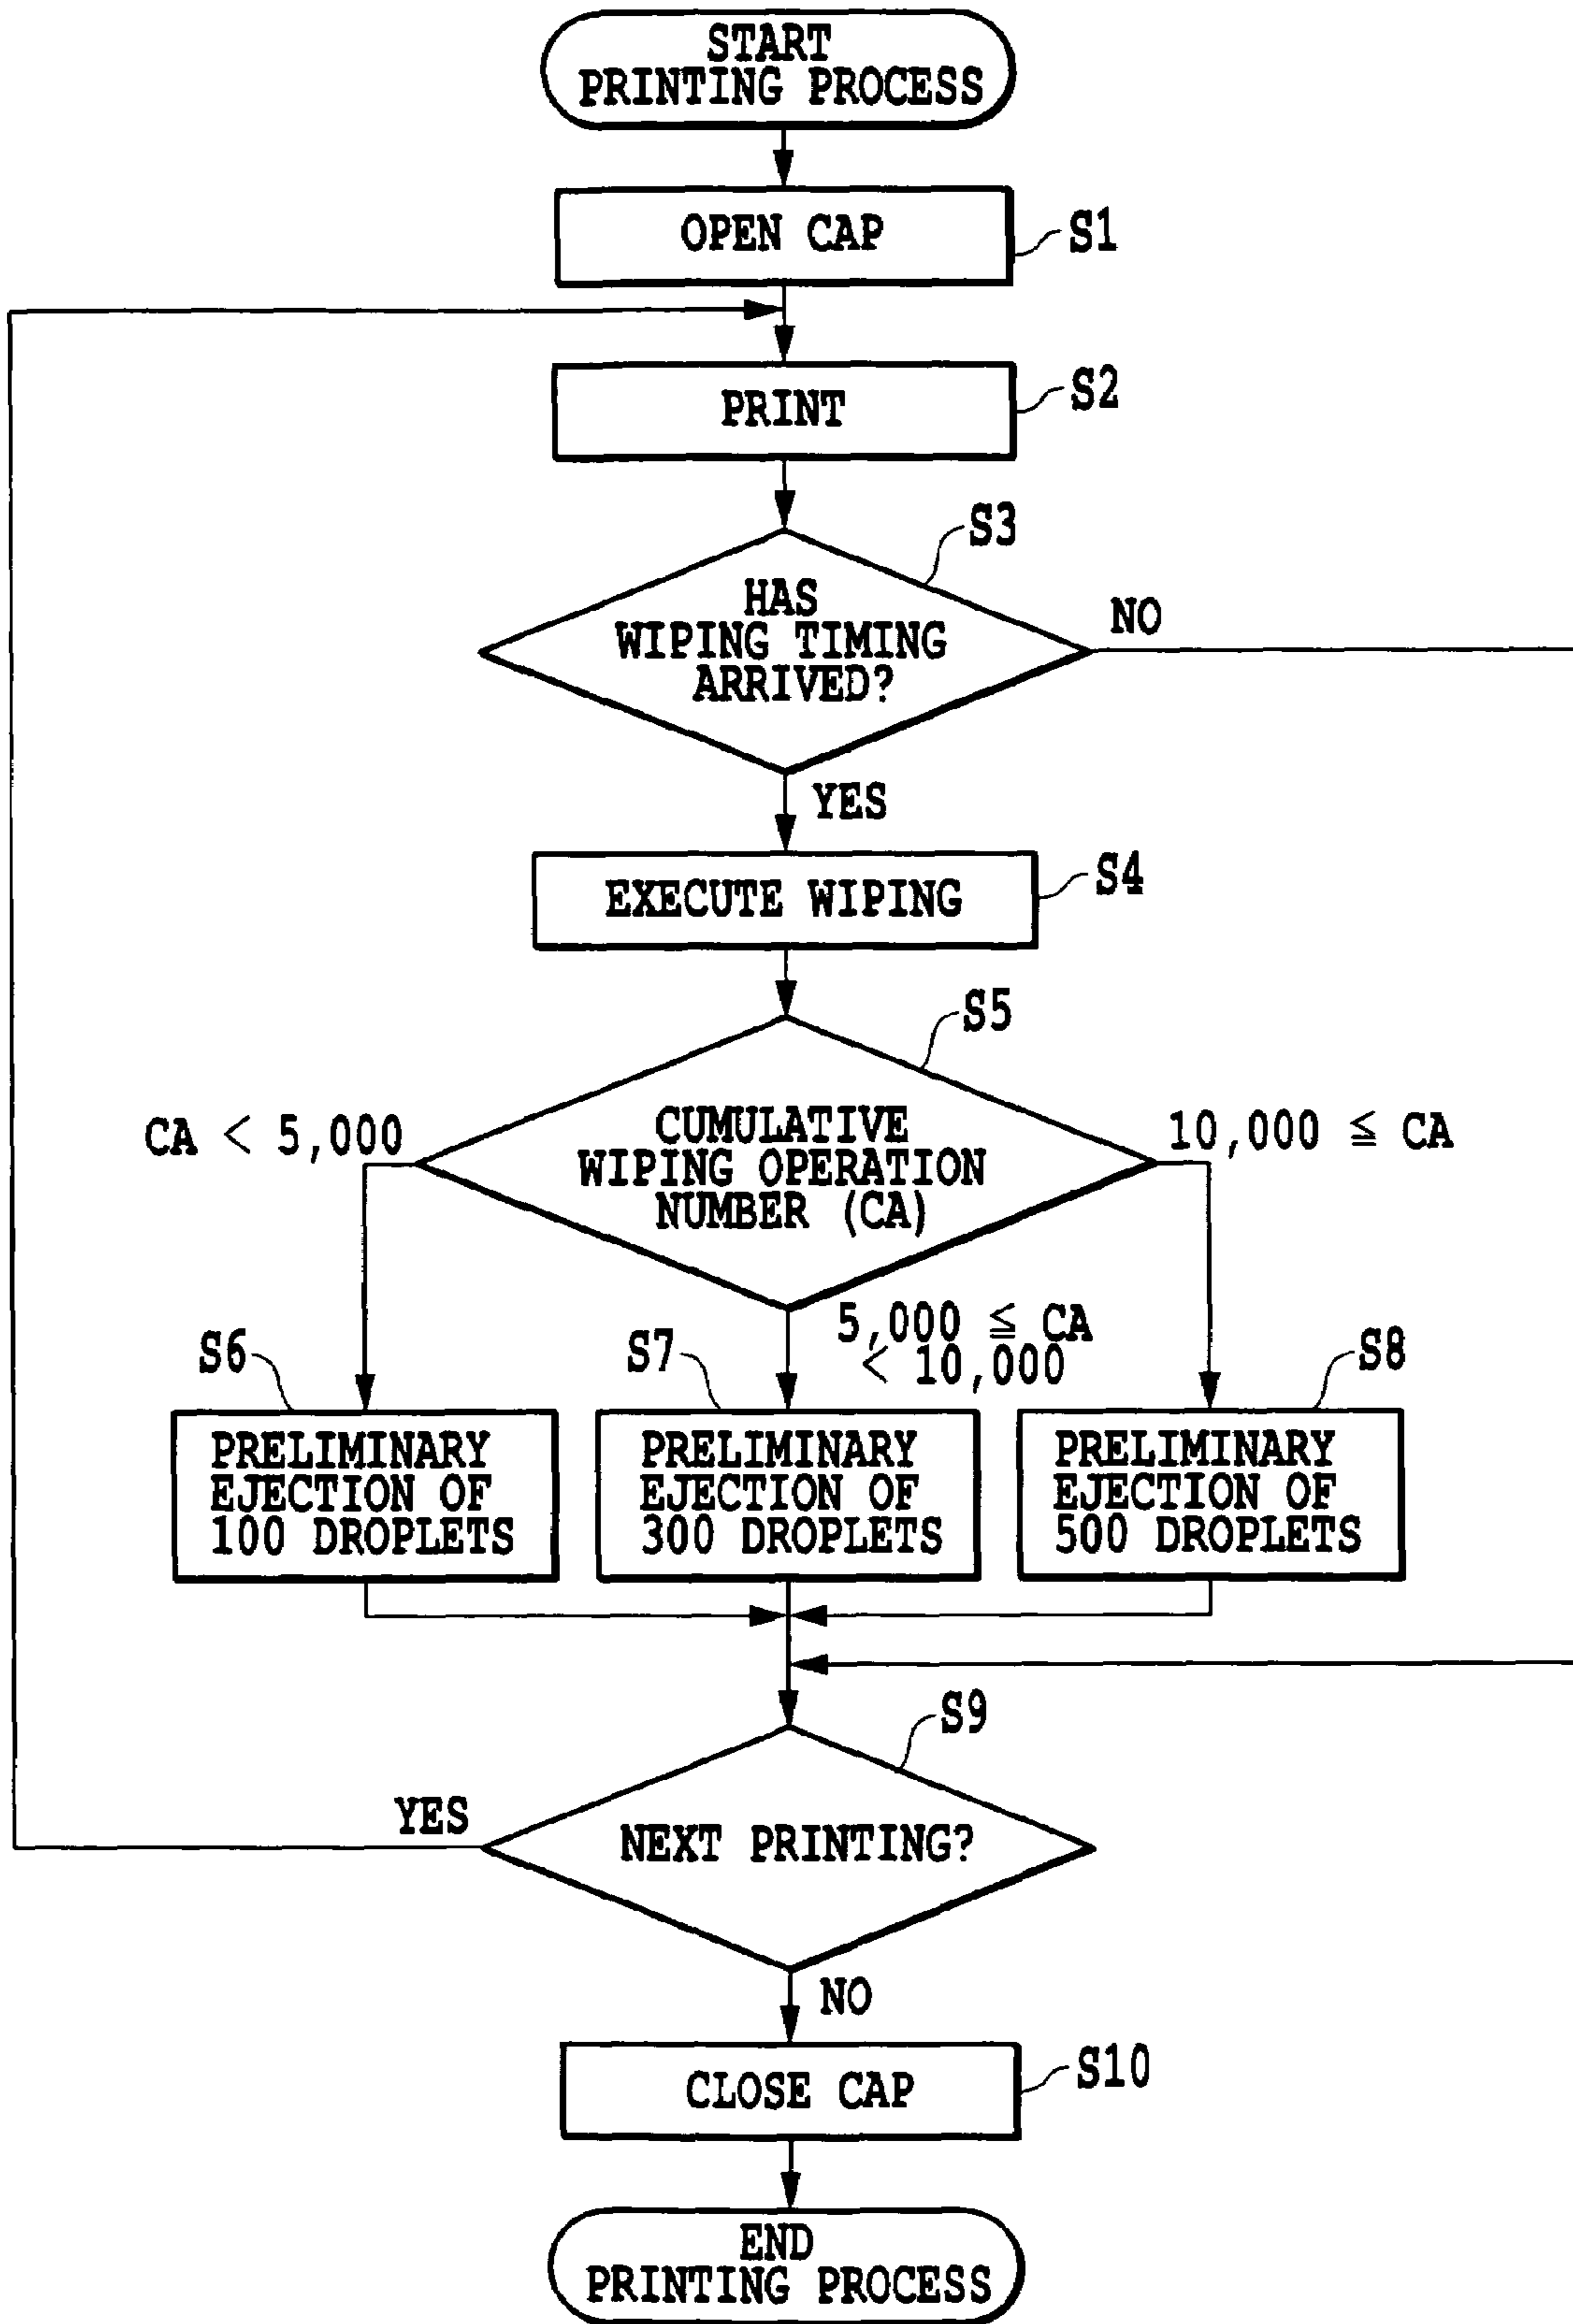 START
PRINTING PROCESS
OPEN CAP
S1
PRINT
S2
S3
HAS
WIPING TIMING
ARRIVED?
NO
YES
EXECUTE WIPING
S4
S5
CA < 5,000
CUMULATIVE
WIPING OPERATION
NUMBER (CA)
10,000 ≦ CA
5,000 ≦ CA
< 10,000
S6
S7
S8
PRELIMINARY
EJECTION OF
100 DROPLETS
PRELIMINARY
EJECTION OF
300 DROPLETS
PRELIMINARY
EJECTION OF
500 DROPLETS
S9
YES
NEXT PRINTING?
NO
CLOSE CAP
S10
END
PRINTING PROCESS